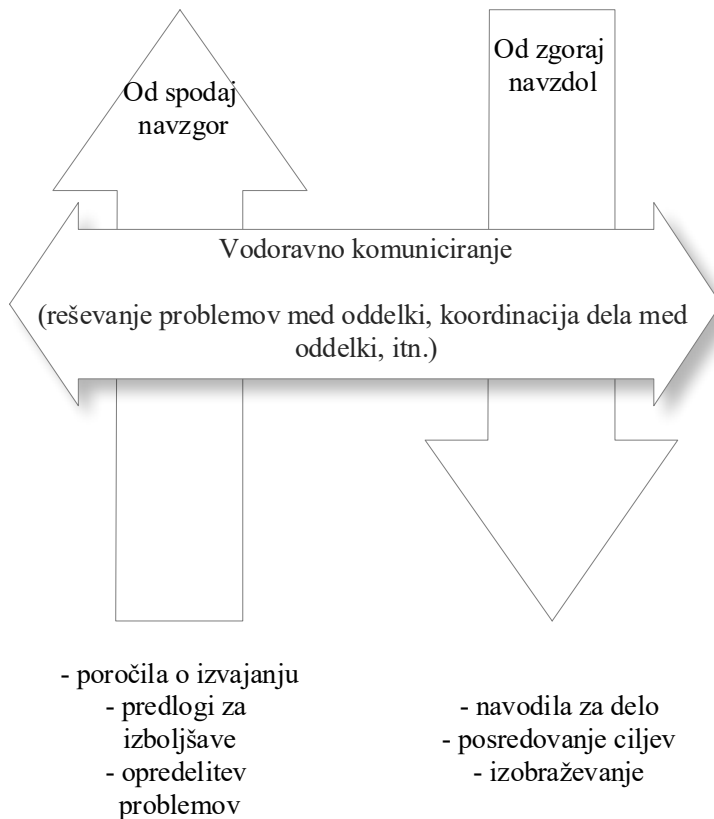 Od spodaj
navzgor
Od zgoraj
navzdol
Vodoravno komuniciranje
(reševanje problemov med oddelki, koordinacija dela med
oddelki, itn.)
- poročila o izvajanju
- predlogi za
izboljšave
- opredelitev
problemov
- navodila za delo
- posredovanje ciljev
- izobraževanje